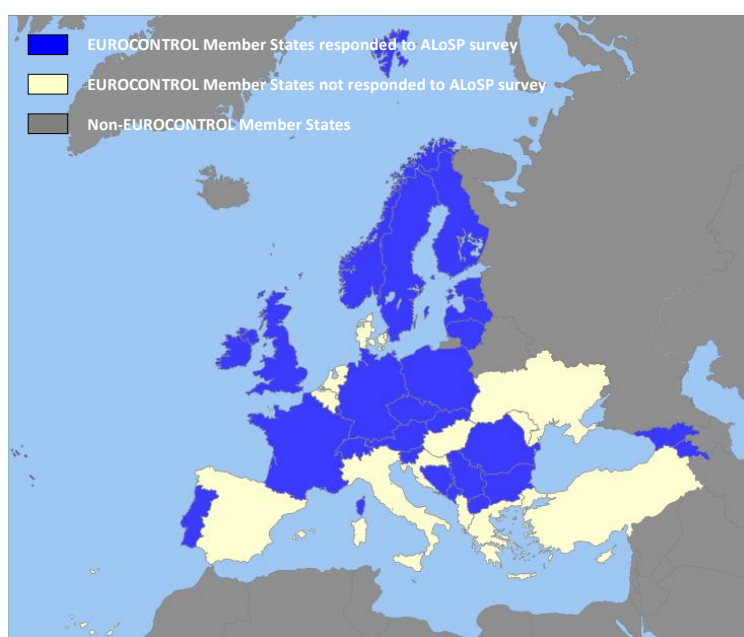 EUROCONTROL Member States responded to ALoSP survey
EUROCONTROL Member States not responded to ALoSP survey
Non-EUROCONTROL Member States